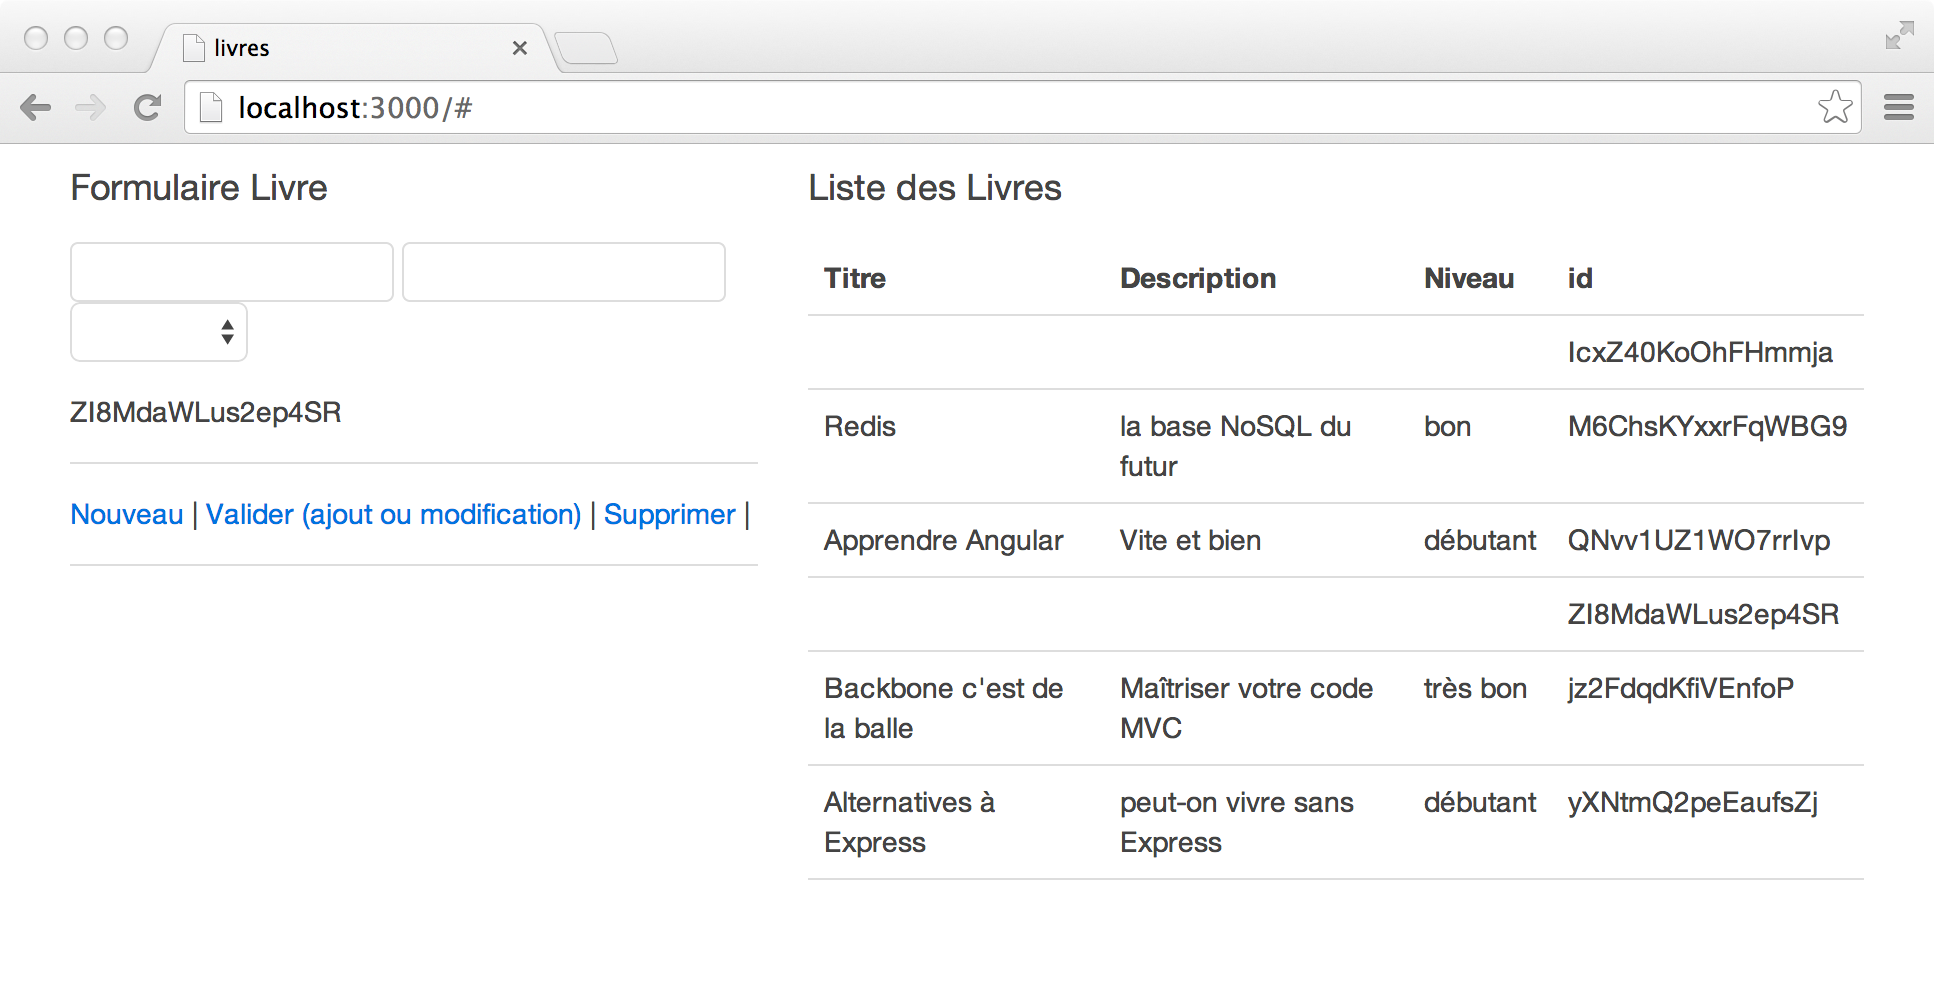 livres
localhost:3000/#
Formulaire Livre
ZI8MdaWLus2ep4SR
Nouveau | Valider (ajout ou modification) | Supprimer |
Liste des Livres
Titre Description Niveau id
IcxZ40KoOhFHmmja
Redis la base NoSQL du bon M6ChsKYxxrFqWBG9
futur
Apprendre Angular Vite et bien débutant QNvv1UZ1WO7rrIvp
ZI8MdaWLus2ep4SR
Backbone c'est de Maîtriser votre code très bon jz2FdqdKfiVEnfoP
la balle MVC
Alternatives à peut-on vivre sans débutant yXNtmQ2peEaufsZj
Express Express